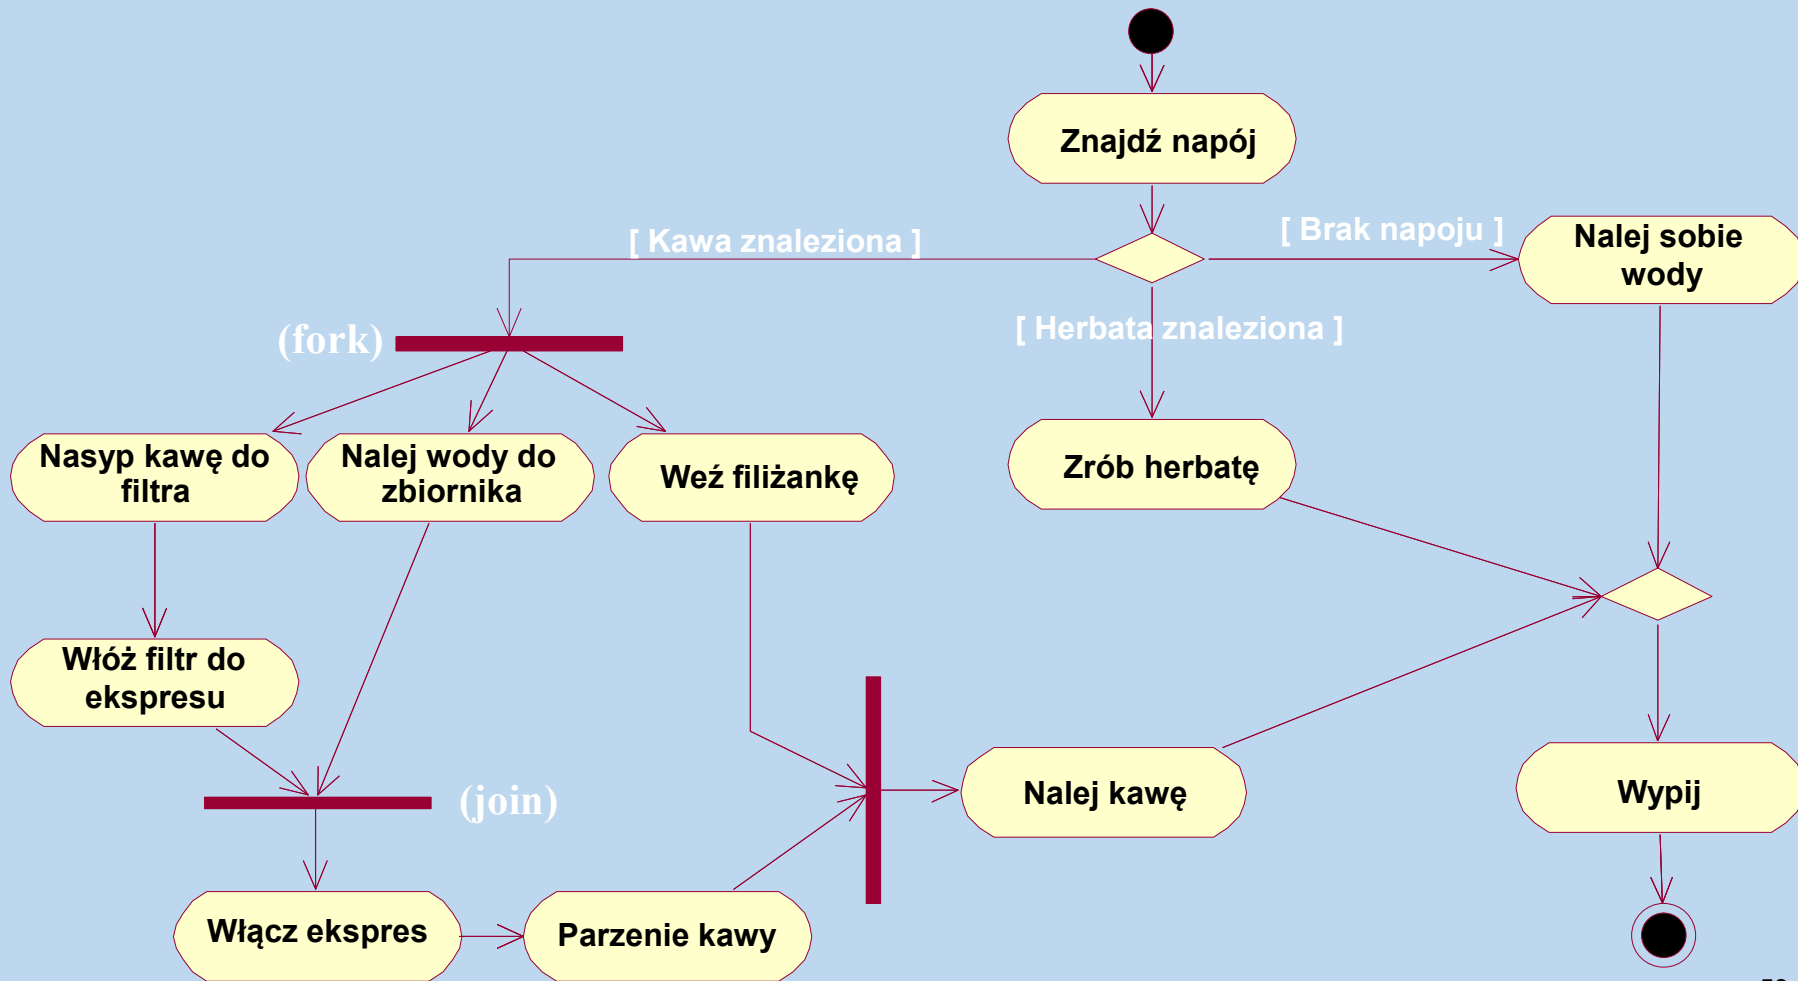 Znajdź napój
[ Kawa znaleziona ]
[ Brak napoju ]
Nalej sobie
wody
(fork)
[ Herbata znaleziona ]
Nasyp kawę do
filtra
Nalej wody do
zbiornika
Weź filiżankę
Zrób herbatę
Włóż filtr do
ekspresu
(join)
Nalej kawę
Wypij
Włącz ekspres
Parzenie kawy